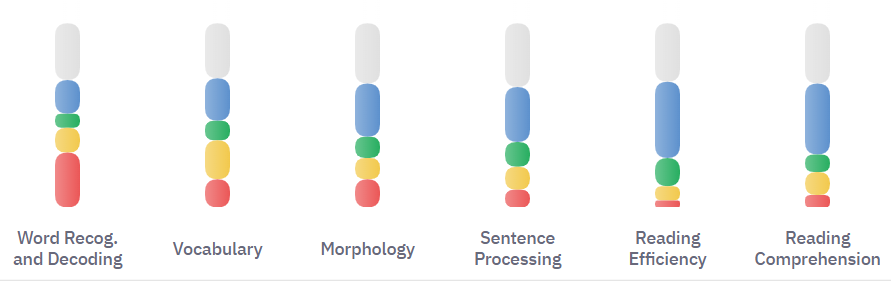 Word Recog.
and Decoding
Vocabulary
Morphology
Sentence
Processing
Reading
Efficiency
Reading
Comprehension